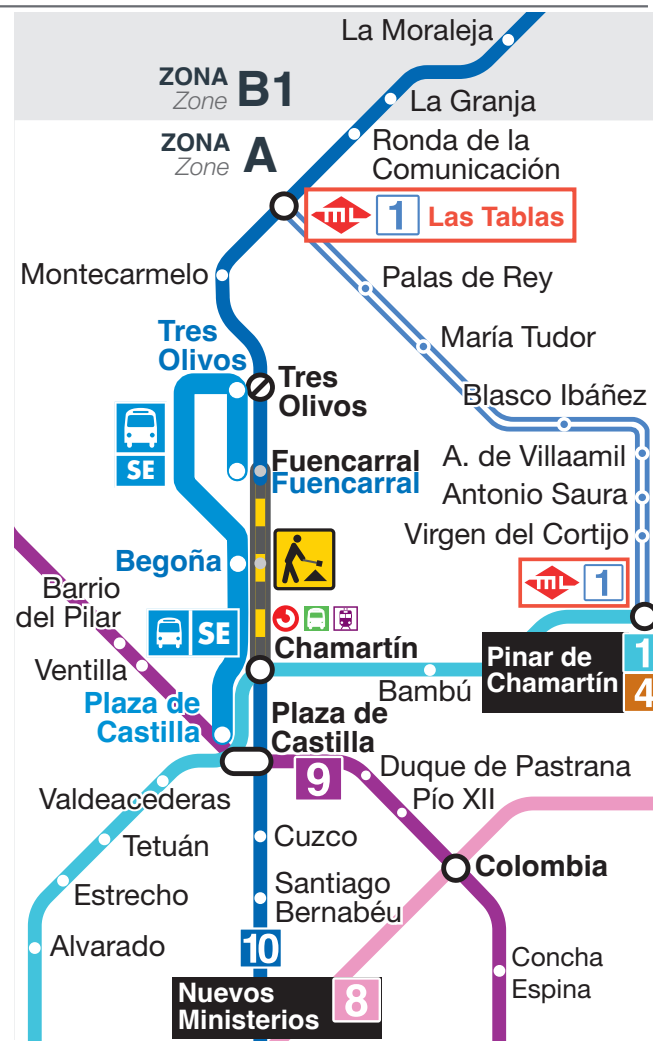 La Moraleja
ZONA
Zone
B1
La Granja
ZONA
Zone
A
Ronda de la
Comunicación
ML
1
Las Tablas
Montecarmelo
Palas de Rey
Tres
Olivos
María Tudor
Tres
Olivos
Blasco Ibáñez
SE
Fuencarral
Fuencarral
A. de Villaamil
Antonio Saura
Virgen del Cortijo
Begoña
ML
1
Barrio
del Pilar
SE
Chamartín
Ventilla
Bambú
Pinar de
Chamartín
1
4
Plaza de
Castilla
Plaza de
Castilla
9
Duque de Pastrana
Pío XII
Valdeacederas
Cuzco
Tetuán
Colombia
Estrecho
Santiago
Bernabéu
Alvarado
10
Concha
Espina
Nuevos
Ministerios
8